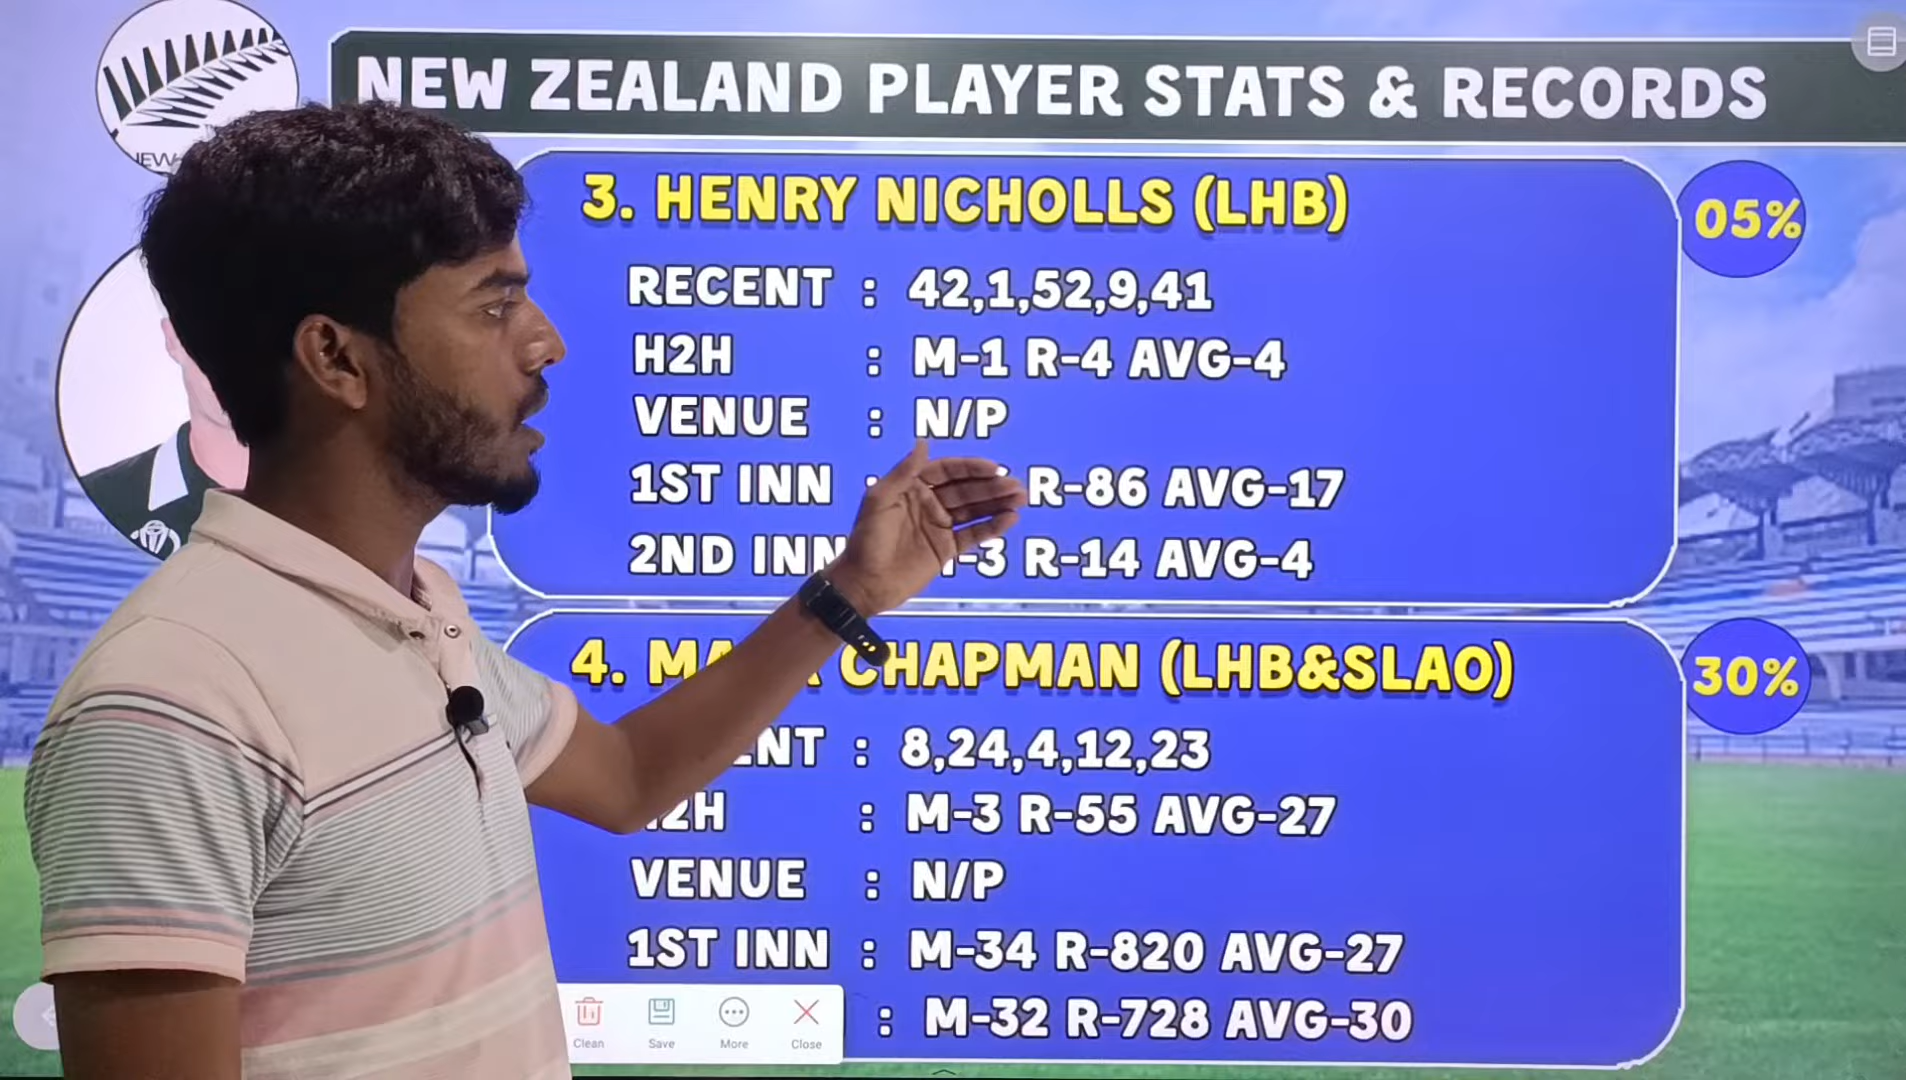 NEW ZEALAND PLAYER STATS & RECORDS
3. HENRY NICHOLLS (LHB)
05%
RECENT : 42,1,52,9,41
H2H : M-1 R-4 AVG-4
VENUE : N/P
1ST INN : R-86 AVG-17
2ND INN -3 R-14 AVG-4
4. CHAPMAN (LHB&SLAO)
30%
: 8,24,4,12,23
H2H : M-3 R-55 AVG-27
VENUE : N/P
1ST INN : M-34 R-820 AVG-27
: M-32 R-728 AVG-30
Clean Save More Close